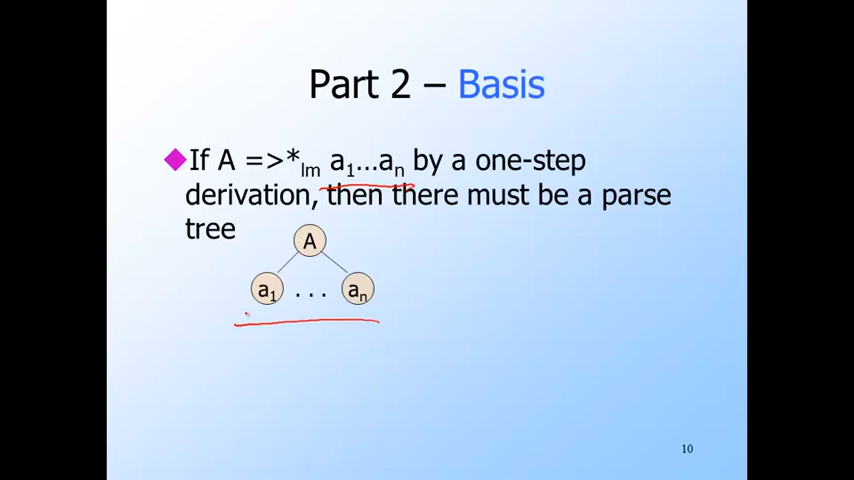 Part 2 – Basis
If A =>*lm a1…an by a one-step
derivation, then there must be a parse
tree
A
a1 . . . an
10